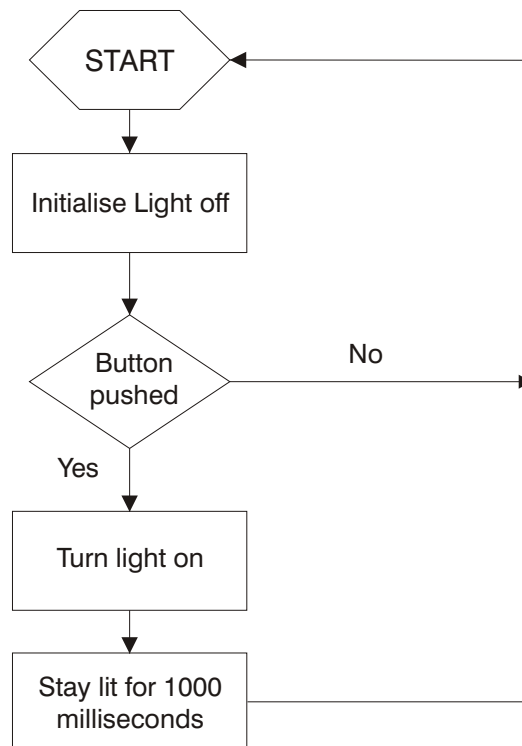 START
Initialise Light off
Button
pushed
No
Yes
Turn light on
Stay lit for 1000
milliseconds